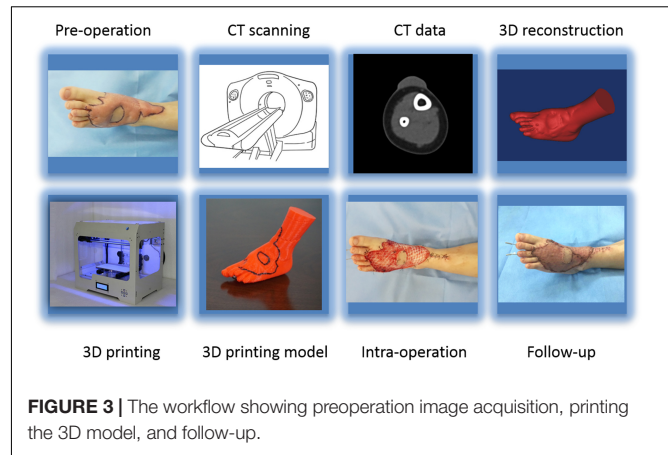 Pre-operation CT scanning CT data 3D reconstruction
3D printing 3D printing model Intra-operation Follow-up
FIGURE 3 | The workflow showing preoperation image acquisition, printing
the 3D model, and follow-up.